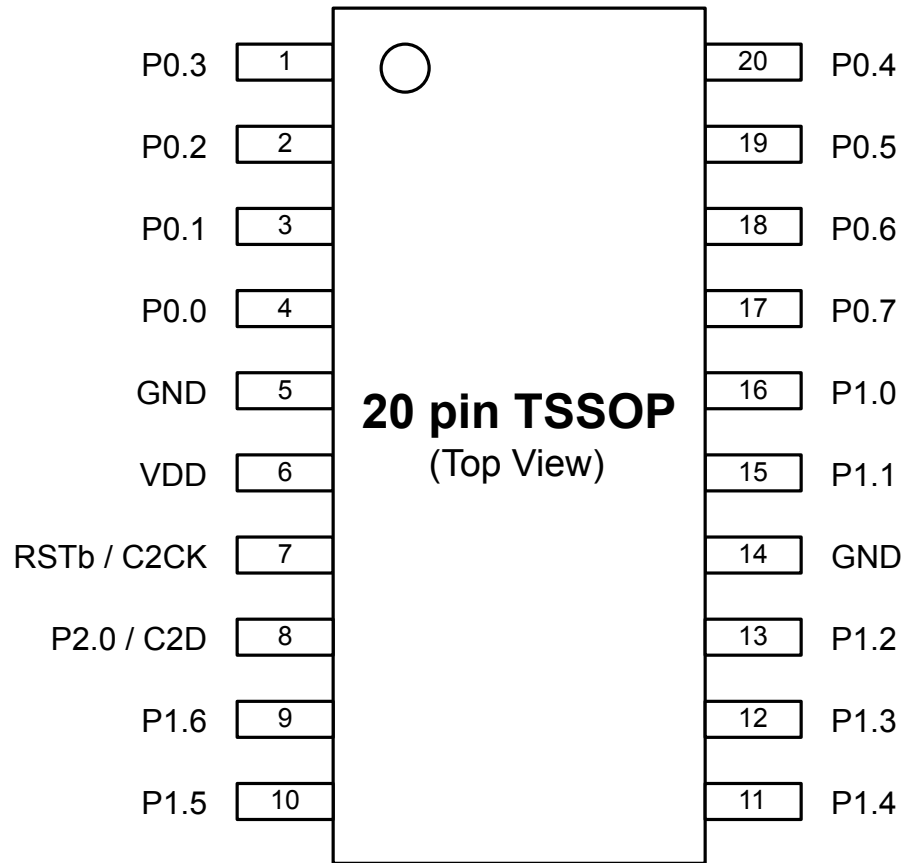 P0.3 1 20 P0.4
P0.2 2 19 P0.5
P0.1 3 18 P0.6
P0.0 4 17 P0.7
GND 5 16 P1.0
20 pin TSSOP
(Top View)
VDD 6 15 P1.1
RSTb / C2CK 7 14 GND
P2.0 / C2D 8 13 P1.2
P1.6 9 12 P1.3
P1.5 10 11 P1.4